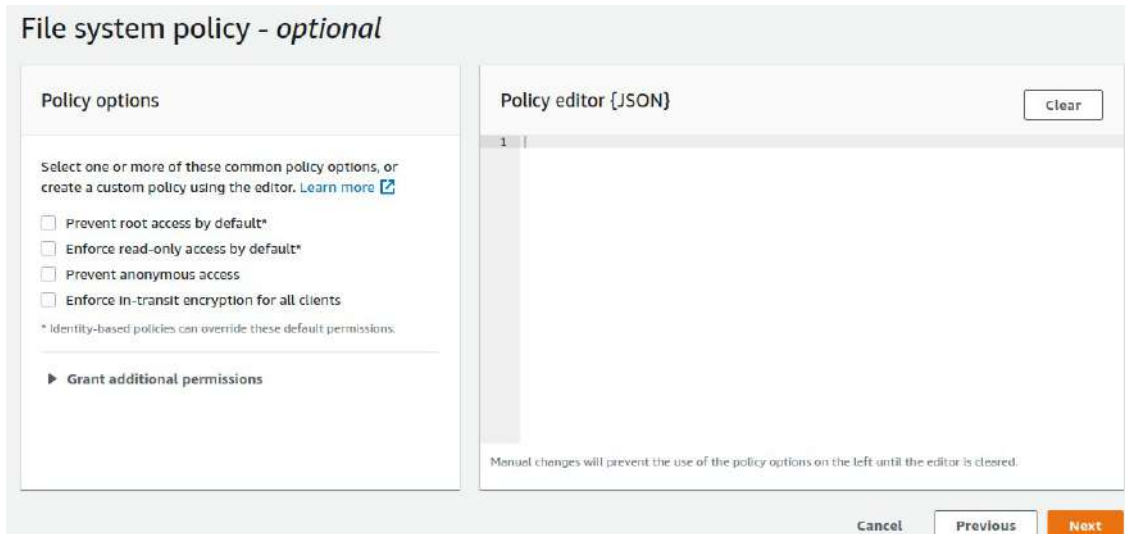 File system policy - optional
Policy options
Select one or more of these common policy options, or
create a custom policy using the editor. Learn more
Prevent root access by default*
Enforce read-only access by default*
Prevent anonymous access
Enforce in-transit encryption for all clients
* Identity-based policies can override these default permissions.
Grant additional permissions
Policy editor {JSON}
Clear
1
Manual changes will prevent the use of the policy options on the left until the editor is cleared.
Cancel
Previous
Next